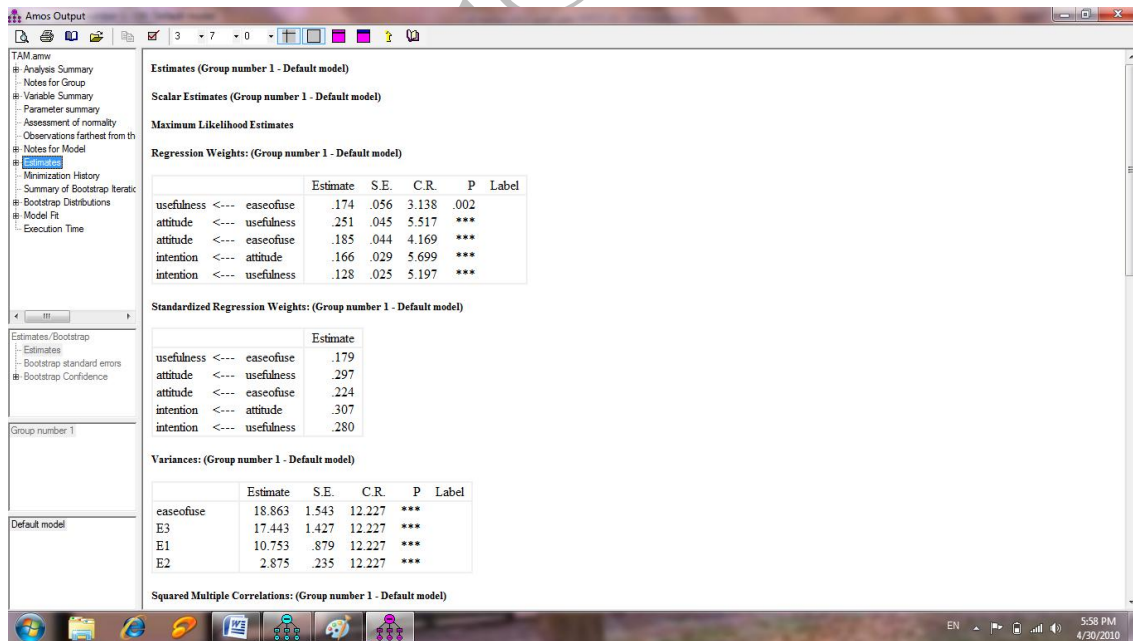 Amos Output
3 7 0
TAM.amw
Analysis Summary
Notes for Group
Variable Summary
Parameter summary
Assessment of normality
Observations farthest from th
Notes for Model
Estimates
Minimization History
Summary of Bootstrap Iteratio
Bootstrap Distributions
Model Fit
Execution Time
Estimates/Bootstrap
Estimates
Bootstrap standard errors
Bootstrap Confidence
Group number 1
Default model
Estimates (Group number 1 - Default model)
Scalar Estimates (Group number 1 - Default model)
Maximum Likelihood Estimates
Regression Weights: (Group number 1 - Default model)
Estimate S.E. C.R. P Label
usefulness <--- easeofuse .174 .056 3.138 .002
attitude <--- usefulness .251 .045 5.517 ***
attitude <--- easeofuse .185 .044 4.169 ***
intention <--- attitude .166 .029 5.699 ***
intention <--- usefulness .128 .025 5.197 ***
Standardized Regression Weights: (Group number 1 - Default model)
Estimate
usefulness <--- easeofuse .179
attitude <--- usefulness .297
attitude <--- easeofuse .224
intention <--- attitude .307
intention <--- usefulness .280
Variances: (Group number 1 - Default model)
Estimate S.E. C.R. P Label
easeofuse 18.863 1.543 12.227 ***
E3 17.443 1.427 12.227 ***
E1 10.753 .879 12.227 ***
E2 2.875 .235 12.227 ***
Squared Multiple Correlations: (Group number 1 - Default model)
EN
5:58 PM
4/30/2010